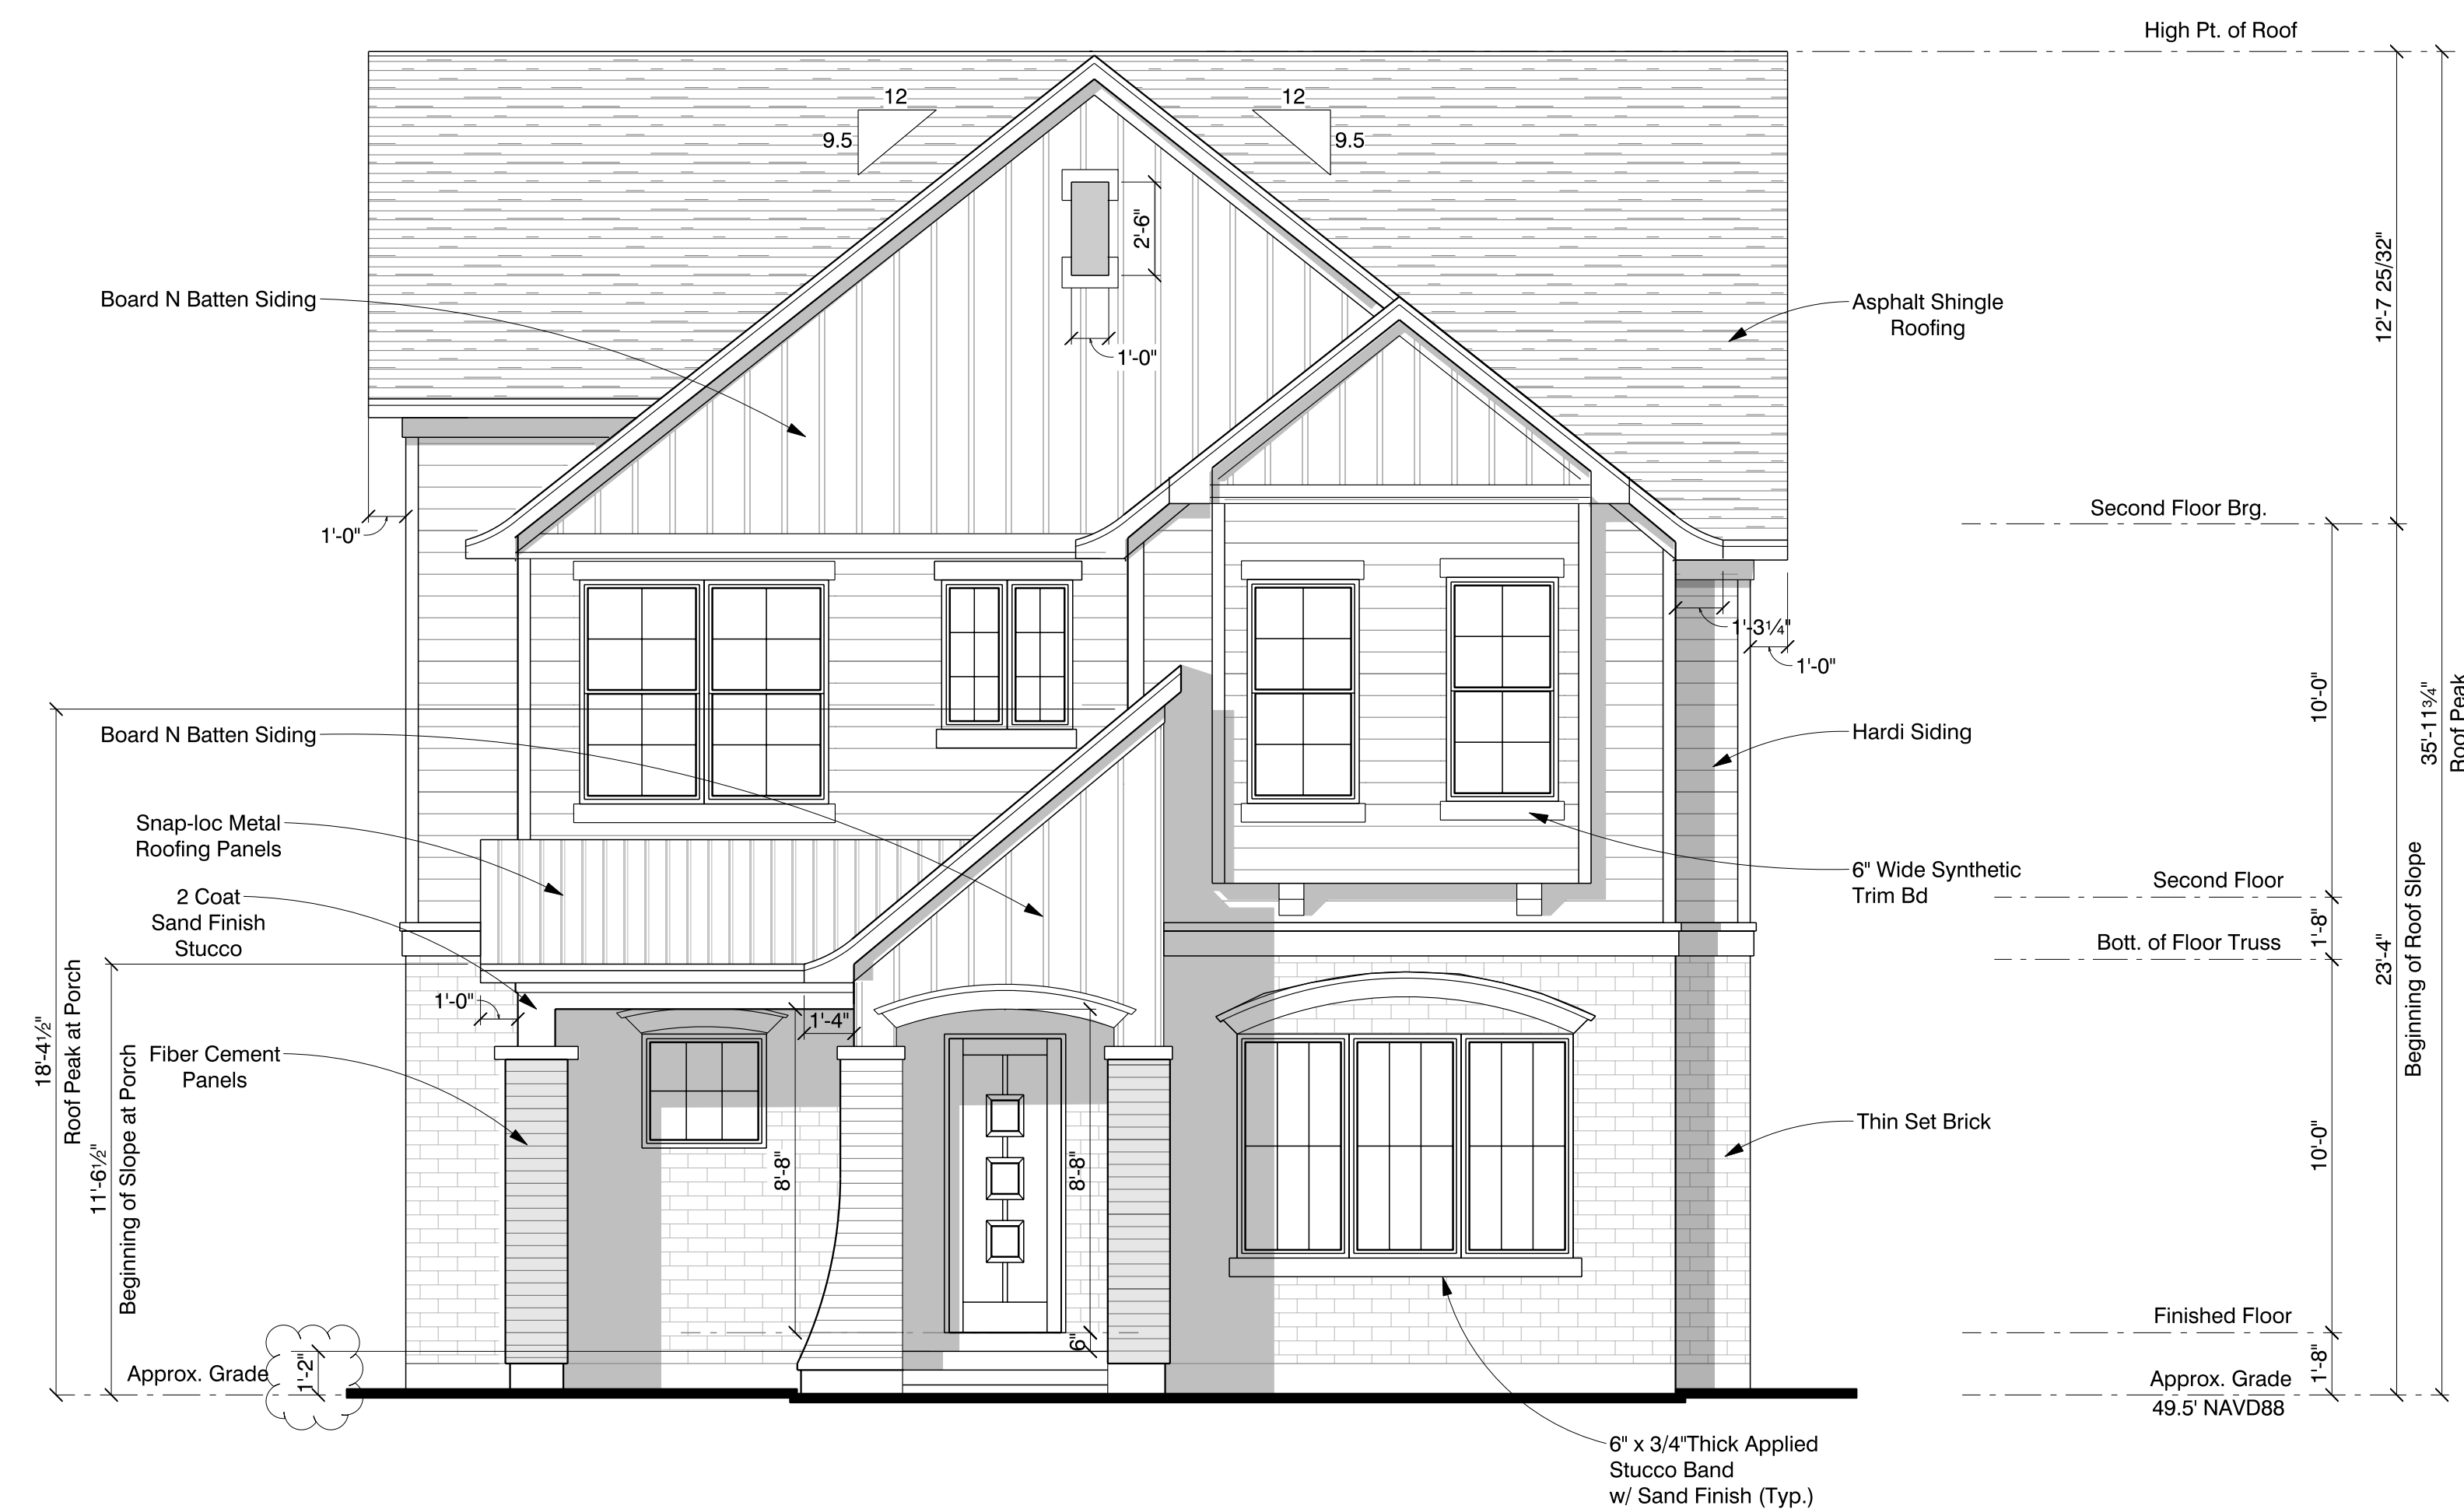 High Pt. of Roof
12
9.5
12
9.5
2'-6"
1'-0"
Board N Batten Siding
Asphalt Shingle
Roofing
12'-7 25/32"
1'-0"
Second Floor Brg.
1'-3¼"
1'-0"
10'-0"
35'-11¾"
Roof Peak
Board N Batten Siding
Hardi Siding
Snap-loc Metal
Roofing Panels
2 Coat
Sand Finish
Stucco
6" Wide Synthetic
Trim Bd
Second Floor
1'-8"
Bott. of Floor Truss
23'-4"
Beginning of Roof Slope
1'-0"
1'-4"
18'-4½"
Roof Peak at Porch
11'-6½"
Beginning of Slope at Porch
Fiber Cement
Panels
8'-8"
8'-8"
6"
Thin Set Brick
10'-0"
Finished Floor
1'-8"
Approx. Grade
1'-2"
Approx. Grade
49.5' NAVD88
6" x 3/4"Thick Applied
Stucco Band
w/ Sand Finish (Typ.)